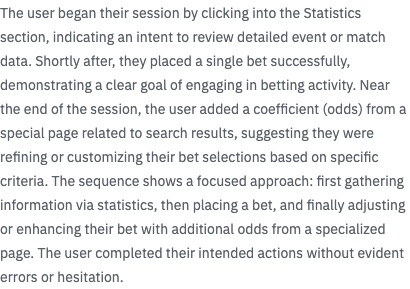 The user began their session by clicking into the Statistics
section, indicating an intent to review detailed event or match
data. Shortly after, they placed a single bet successfully,
demonstrating a clear goal of engaging in betting activity. Near
the end of the session, the user added a coefficient (odds) from a
special page related to search results, suggesting they were
refining or customizing their bet selections based on specific
criteria. The sequence shows a focused approach: first gathering
information via statistics, then placing a bet, and finally adjusting
or enhancing their bet with additional odds from a specialized
page. The user completed their intended actions without evident
errors or hesitation.